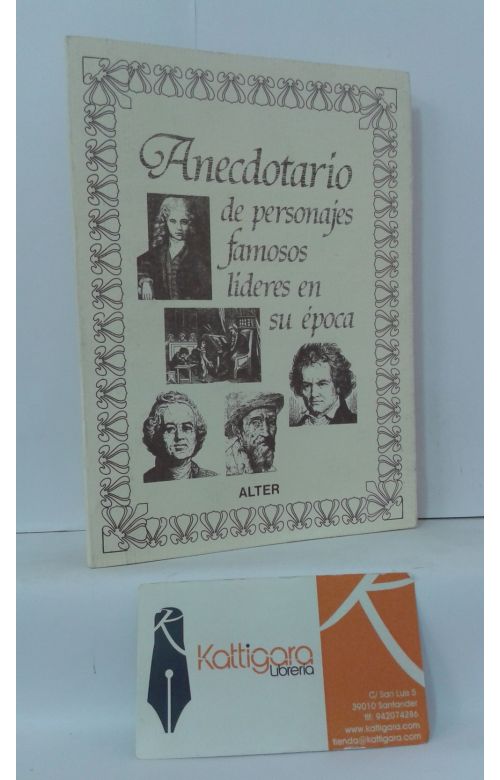 Anecdotario
de personajes
famosos
líderes en
su época
ALTER
Kattigara
Librería
C/ San Luis 5
39010 Santander
tlf: 942074286
www.kattigara.com
tienda@kattigara.com